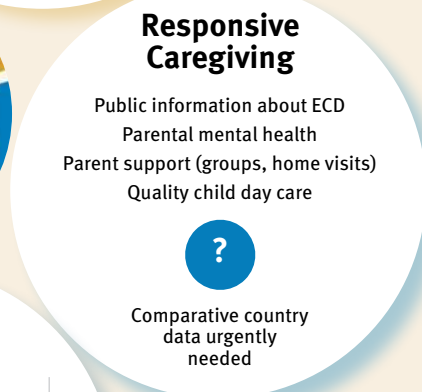 Responsive
Caregiving
Public information about ECD
Parental mental health
Parent support (groups, home visits)
Quality child day care
?
Comparative country
data urgently
needed